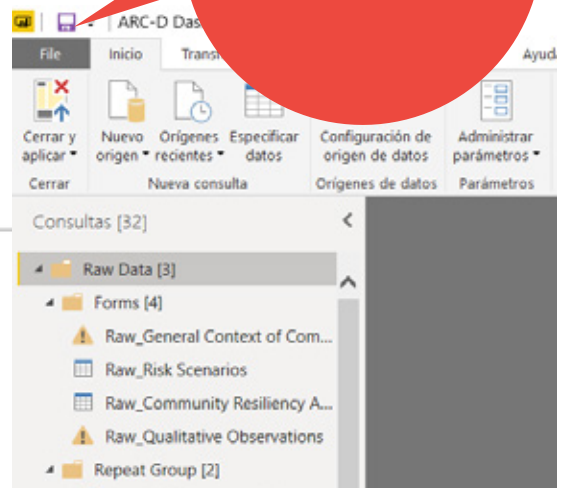 ARC-D Das
File Inicio Ayuda
Cerrar y aplicar
Nuevo origen
Orígenes recientes
Especificar datos
Configuración de origen de datos
Administrar parámetros
Cerrar Nueva consulta Orígenes de datos Parámetros
Consultas [32]
Raw Data [3]
Forms [4]
Raw_General Context of Com...
Raw_Risk Scenarios
Raw_Community Resiliency A...
Raw_Qualitative Observations
Repeat Group [2]